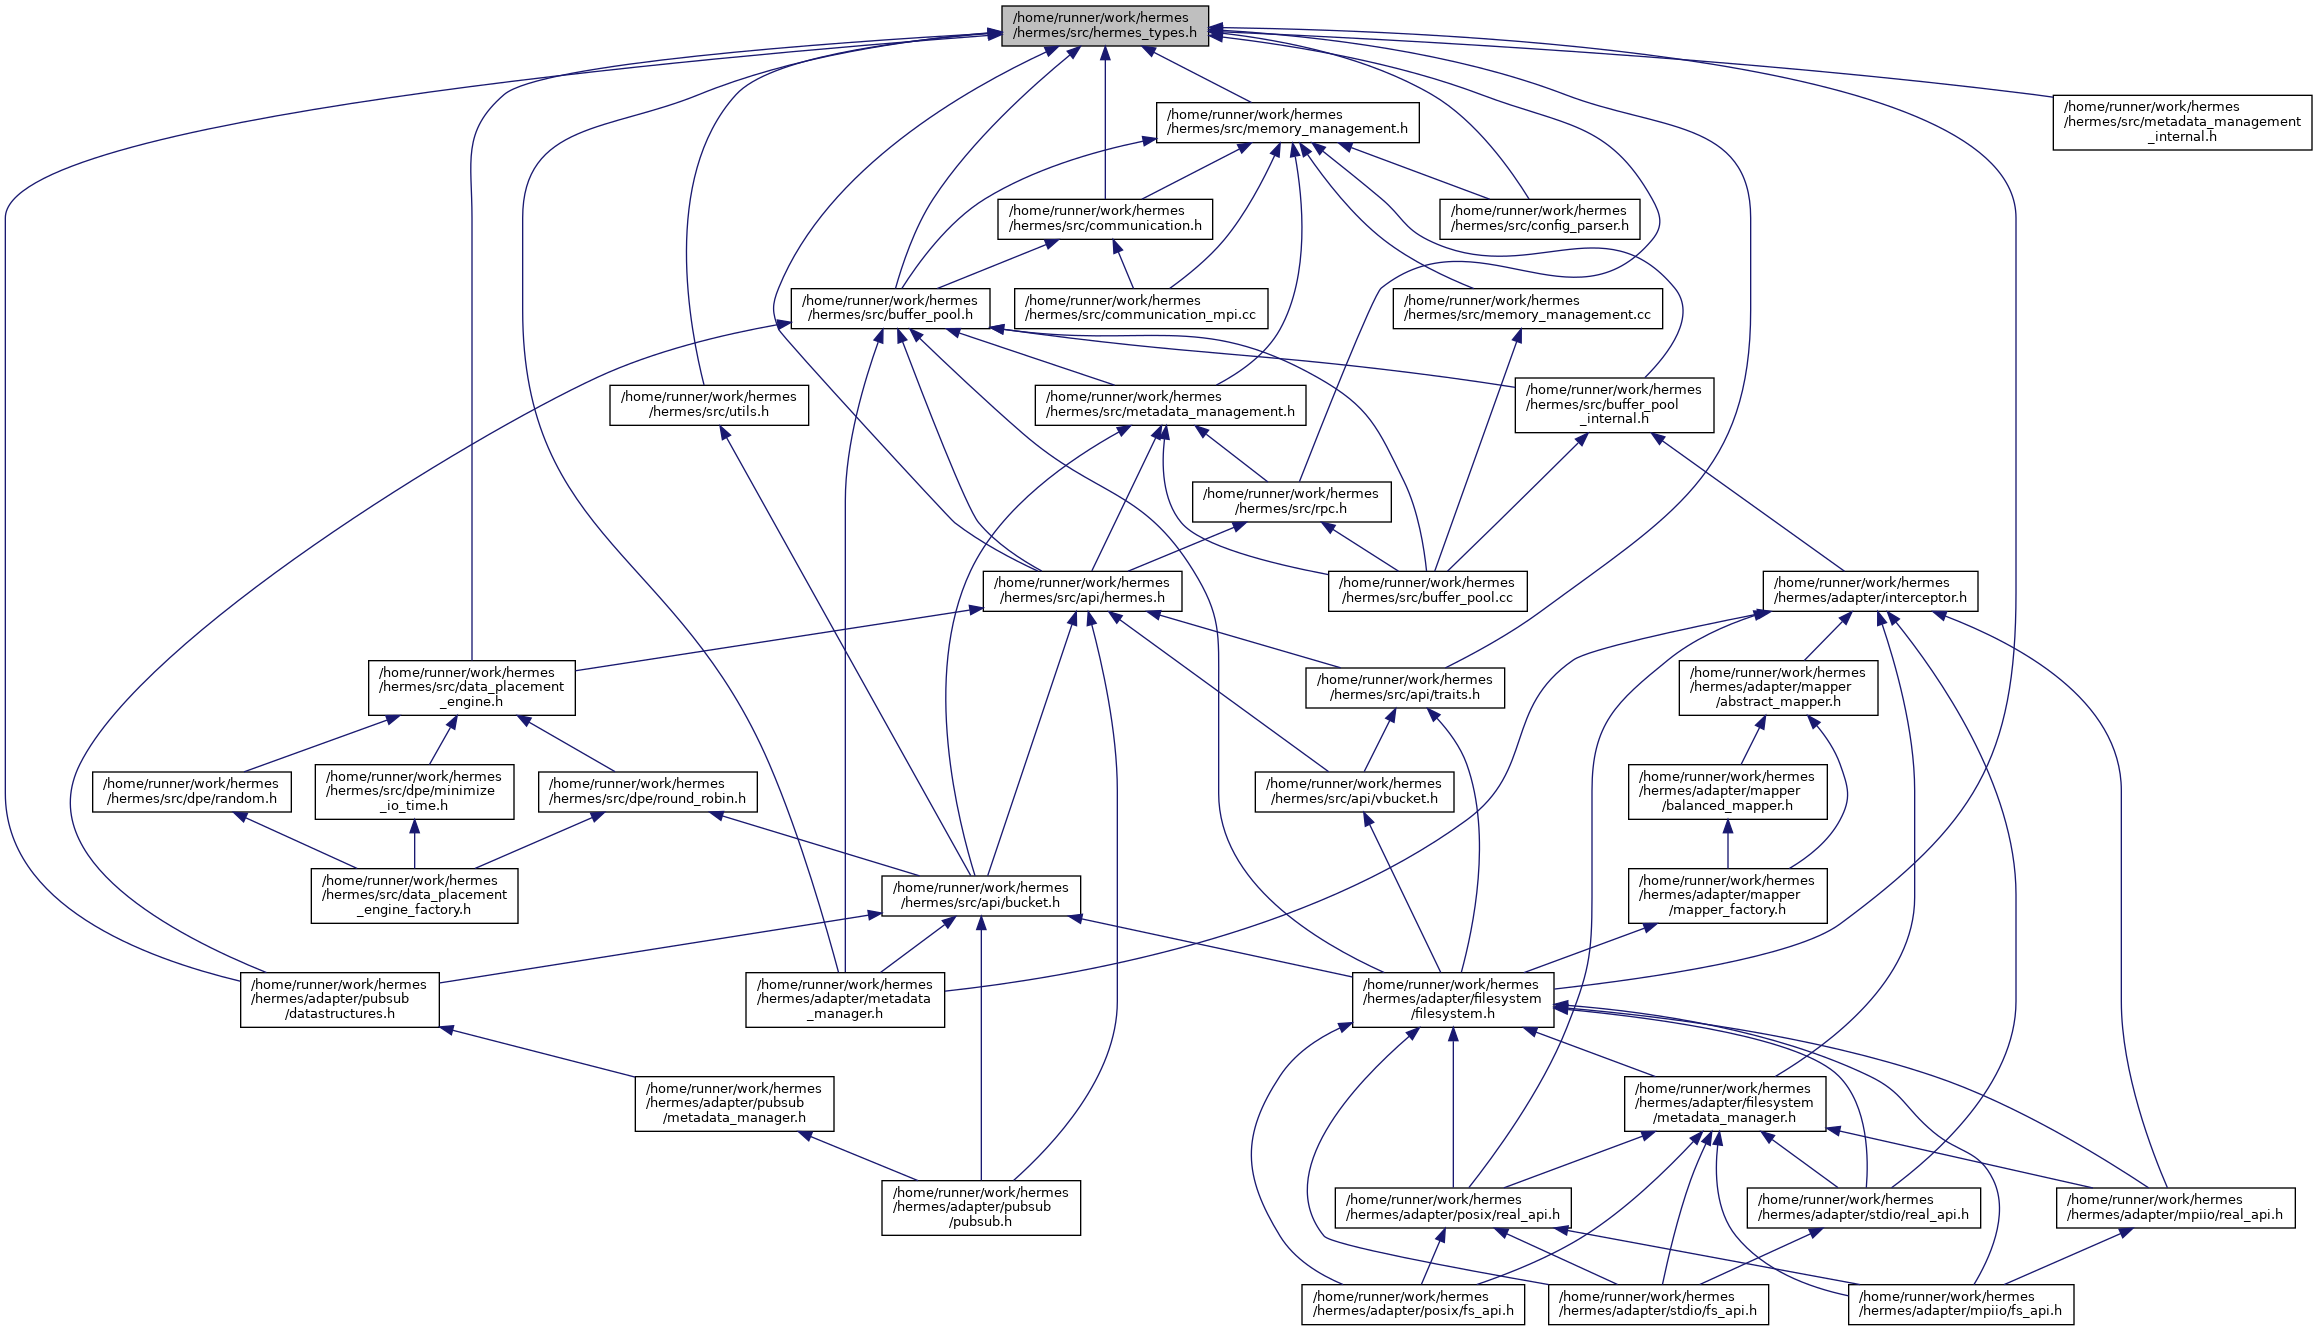 /home/runner/work/hermes
/hermes/src/hermes_types.h
/home/runner/work/hermes
/hermes/src/metadata_management
_internal.h
/home/runner/work/hermes
/hermes/src/memory_management.h
/home/runner/work/hermes
/hermes/src/communication.h
/home/runner/work/hermes
/hermes/src/config_parser.h
/home/runner/work/hermes
/hermes/src/buffer_pool.h
/home/runner/work/hermes
/hermes/src/communication_mpi.cc
/home/runner/work/hermes
/hermes/src/memory_management.cc
/home/runner/work/hermes
/hermes/src/utils.h
/home/runner/work/hermes
/hermes/src/metadata_management.h
/home/runner/work/hermes
/hermes/src/buffer_pool
_internal.h
/home/runner/work/hermes
/hermes/src/rpc.h
/home/runner/work/hermes
/hermes/src/api/hermes.h
/home/runner/work/hermes
/hermes/src/buffer_pool.cc
/home/runner/work/hermes
/hermes/adapter/interceptor.h
/home/runner/work/hermes
/hermes/src/data_placement
_engine.h
/home/runner/work/hermes
/hermes/src/api/traits.h
/home/runner/work/hermes
/hermes/adapter/mapper
/abstract_mapper.h
/home/runner/work/hermes
/hermes/src/dpe/random.h
/home/runner/work/hermes
/hermes/src/dpe/minimize
_io_time.h
/home/runner/work/hermes
/hermes/src/dpe/round_robin.h
/home/runner/work/hermes
/hermes/src/api/vbucket.h
/home/runner/work/hermes
/hermes/adapter/mapper
/balanced_mapper.h
/home/runner/work/hermes
/hermes/src/data_placement
_engine_factory.h
/home/runner/work/hermes
/hermes/src/api/bucket.h
/home/runner/work/hermes
/hermes/adapter/mapper
/mapper_factory.h
/home/runner/work/hermes
/hermes/adapter/pubsub
/datastructures.h
/home/runner/work/hermes
/hermes/adapter/metadata
_manager.h
/home/runner/work/hermes
/hermes/adapter/filesystem
/filesystem.h
/home/runner/work/hermes
/hermes/adapter/pubsub
/metadata_manager.h
/home/runner/work/hermes
/hermes/adapter/filesystem
/metadata_manager.h
/home/runner/work/hermes
/hermes/adapter/pubsub
/pubsub.h
/home/runner/work/hermes
/hermes/adapter/posix/real_api.h
/home/runner/work/hermes
/hermes/adapter/stdio/real_api.h
/home/runner/work/hermes
/hermes/adapter/mpiio/real_api.h
/home/runner/work/hermes
/hermes/adapter/posix/fs_api.h
/home/runner/work/hermes
/hermes/adapter/stdio/fs_api.h
/home/runner/work/hermes
/hermes/adapter/mpiio/fs_api.h